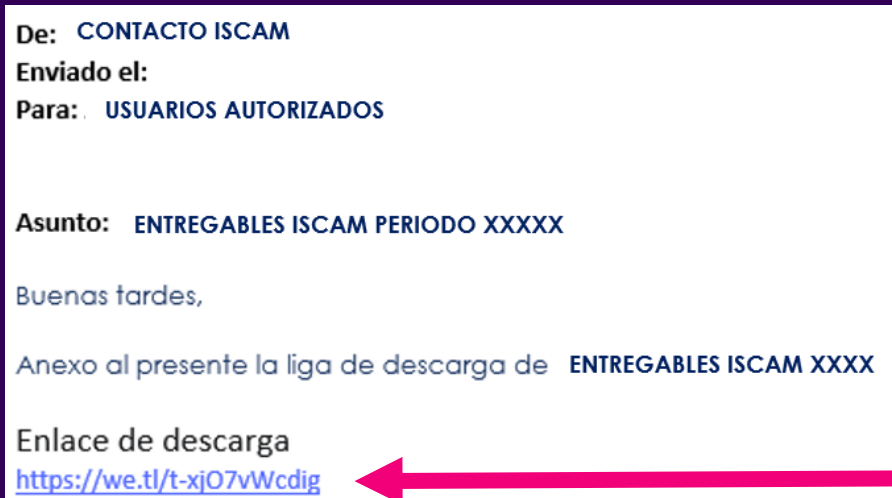 De: CONTACTO ISCAM
Enviado el:
Para: USUARIOS AUTORIZADOS
Asunto: ENTREGABLES ISCAM PERIODO XXXXX
Buenas tardes,
Anexo al presente la liga de descarga de ENTREGABLES ISCAM XXXX
Enlace de descarga
https://we.tl/t-xjO7vWcdig